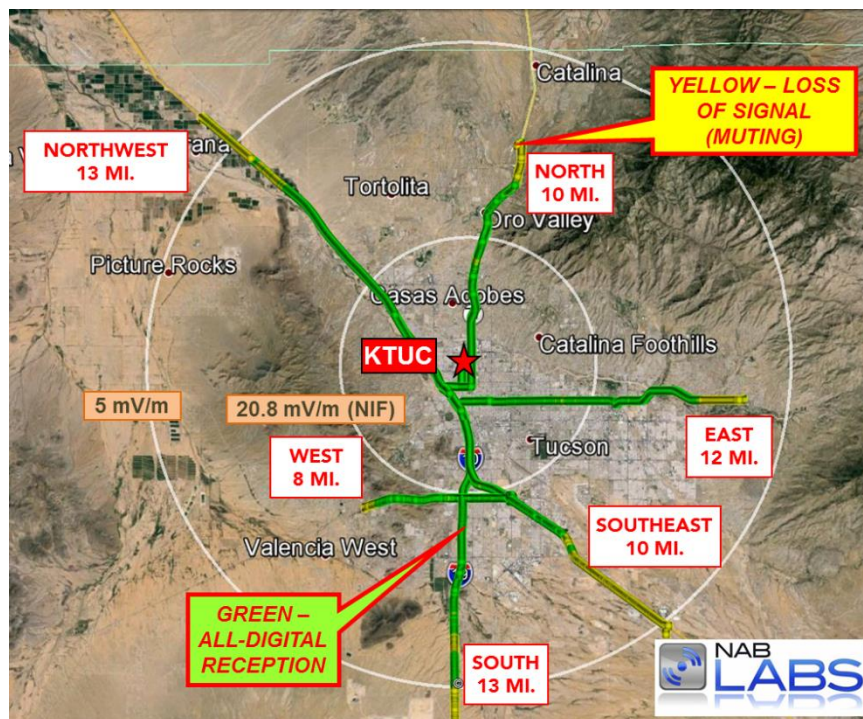 Catalina
YELLOW – LOSS
OF SIGNAL
(MUTING)
NORTHWEST
13 MI.
NORTH
10 MI.
Tortolita
Oro Valley
Picture Rocks
Casas Adobes
KTUC
Catalina Foothills
5 mV/m
20.8 mV/m (NIF)
WEST
8 MI.
Tucson
EAST
12 MI.
SOUTHEAST
10 MI.
Valencia West
GREEN –
ALL-DIGITAL
RECEPTION
SOUTH
13 MI.
NAB
LABS